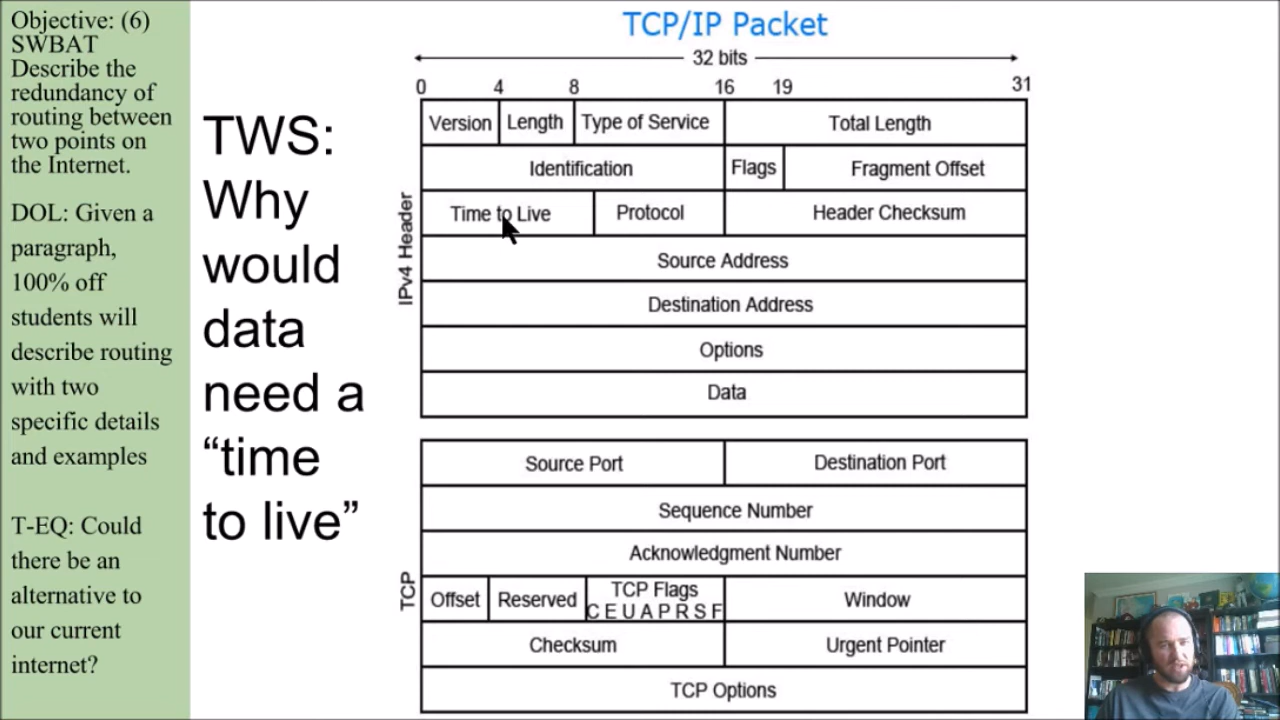 Objective: (6)
SWBAT
Describe the
redundancy of
routing between
two points on
the Internet.
DOL: Given a
paragraph,
100% off
students will
describe routing
with two
specific details
and examples
T-EQ: Could
there be an
alternative to
our current
internet?
TWS:
Why
would
data
need a
“time
to live”
TCP/IP Packet
32 bits
0 4 8 16 19 31
IPv4 Header
Version Length Type of Service Total Length
Identification Flags Fragment Offset
Time to Live Protocol Header Checksum
Source Address
Destination Address
Options
Data
TCP
Source Port Destination Port
Sequence Number
Acknowledgment Number
Offset Reserved TCP Flags Window
C E U A P R S F
Checksum Urgent Pointer
TCP Options